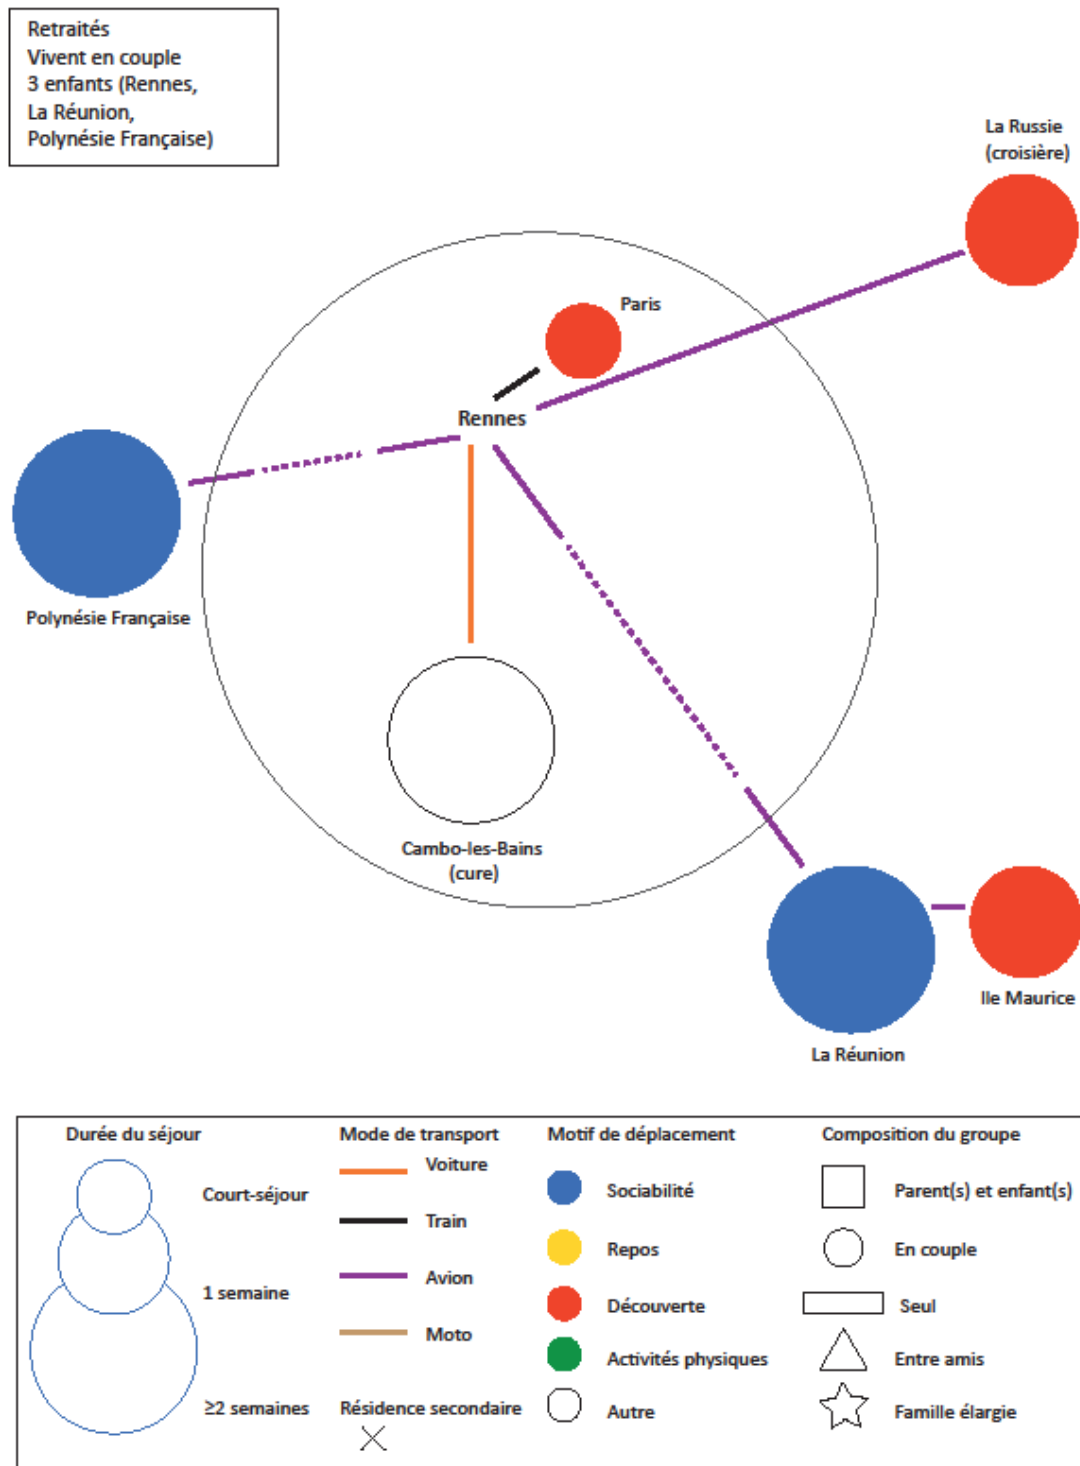 Retraités
Vivent en couple
3 enfants (Rennes,
La Réunion,
Polynésie Française)
La Russie
(croisière)
Paris
Rennes
Polynésie Française
Cambo-les-Bains
(cure)
Ile Maurice
La Réunion
Durée du séjour
Court-séjour
1 semaine
≥2 semaines
Mode de transport
Voiture
Train
Avion
Moto
Résidence secondaire
Motif de déplacement
Sociabilité
Repos
Découverte
Activités physiques
Autre
Composition du groupe
Parent(s) et enfant(s)
En couple
Seul
Entre amis
Famille élargie